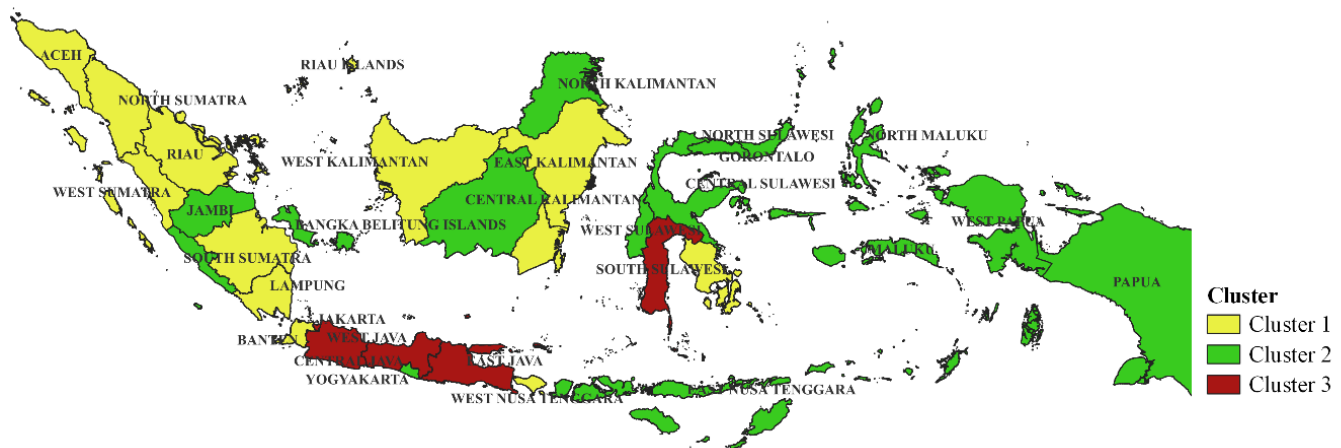 ACEH
RIAU ISLANDS
NORTH KALIMANTAN
NORTH SUMATRA
NORTH SULAWESI
NORTH MALUKU
RIAU
WEST KALIMANTAN
EAST KALIMANTAN
GORONTALO
WEST SUMATRA
CENTRAL KALIMANTAN
CENTRAL SULAWESI
JAMBI
BANGKA BELITUNG ISLANDS
WEST SULAWESI
WEST PAPUA
SOUTH SUMATRA
SOUTH SULAWESI
MALUKU
LAMPUNG
PAPUA
JAKARTA
BANTEN
WEST JAVA
CENTRAL JAVA
EAST JAVA
YOGYAKARTA
WEST NUSA TENGGARA
EAST NUSA TENGGARA
Cluster
Cluster 1
Cluster 2
Cluster 3